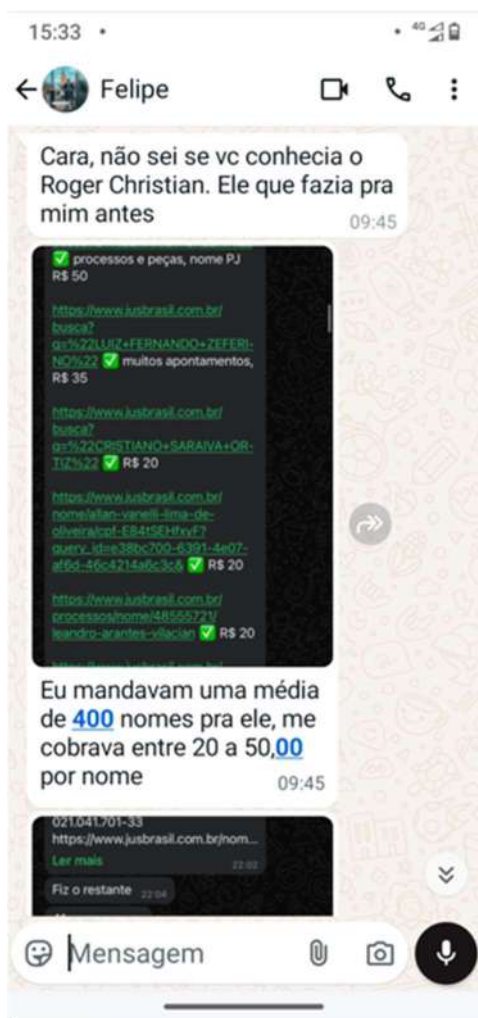 15:33
4G
Felipe
Cara, não sei se vc conhecia o
Roger Christian. Ele que fazia pra
mim antes
09:45
processos e peças, nome PJ
R$ 50
https://www.jusbrasil.com.br/
busca?
q=%22LUIZ+FERNANDO+ZEFERI-
NO%22 ✅ muitos apontamentos,
R$ 35
https://www.jusbrasil.com.br/
busca?
q=%22CRISTIANO+SARAIVA+OR-
TIZ%22 ✅ R$ 20
https://www.jusbrasil.com.br/
nome/allan-vanelli-lima-de-
oliveira/cpf-E84tSEHfxyF?
query_id=e38bc700-6391-4e07-
af6d-46c4214a6c3c& ✅ R$ 20
https://www.jusbrasil.com.br/
processos/nome/48555721/
leandro-arantes-vilacian ✅ R$ 20
Eu mandavam uma média
de 400 nomes pra ele, me
cobrava entre 20 a 50,00
por nome
09:45
021.041.701-33
https://www.jusbrasil.com.br/nom...
Ler mais
22:02
Fiz o restante 22:04
Mensagem